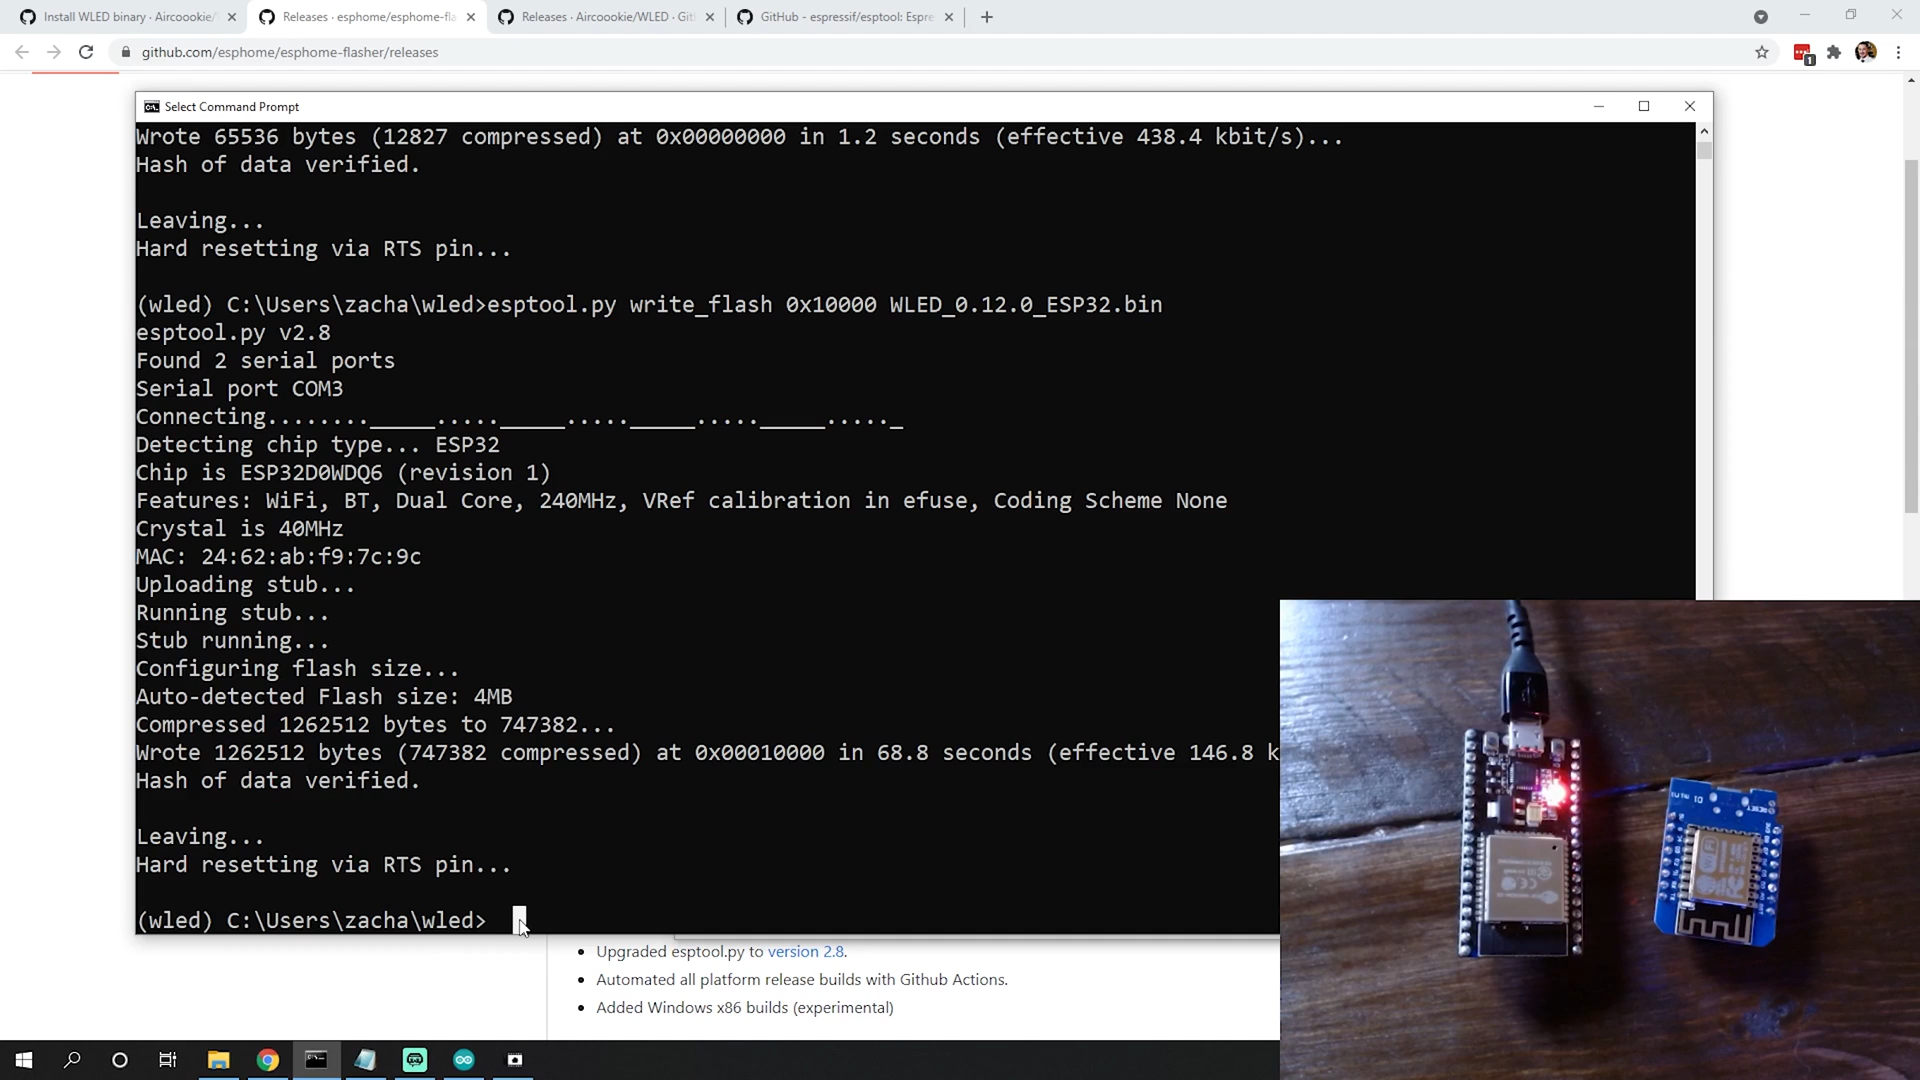 Install WLED binary · Aircoookie/
Releases · esphome/esphome-fla
Releases · Aircoookie/WLED · Git
GitHub - espressif/esptool: Espre
github.com/esphome/esphome-flasher/releases
1
Select Command Prompt
Wrote 65536 bytes (12827 compressed) at 0x00000000 in 1.2 seconds (effective 438.4 kbit/s)...
Hash of data verified.
Leaving...
Hard resetting via RTS pin...
(wled) C:\Users\zacha\wled>esptool.py write_flash 0x10000 WLED_0.12.0_ESP32.bin
esptool.py v2.8
Found 2 serial ports
Serial port COM3
Connecting........_____....._____....._____....._____....._
Detecting chip type... ESP32
Chip is ESP32D0WDQ6 (revision 1)
Features: WiFi, BT, Dual Core, 240MHz, VRef calibration in efuse, Coding Scheme None
Crystal is 40MHz
MAC: 24:62:ab:f9:7c:9c
Uploading stub...
Running stub...
Stub running...
Configuring flash size...
Auto-detected Flash size: 4MB
Compressed 1262512 bytes to 747382...
Wrote 1262512 bytes (747382 compressed) at 0x00010000 in 68.8 seconds (effective 146.8 k
Hash of data verified.
Leaving...
Hard resetting via RTS pin...
(wled) C:\Users\zacha\wled>
Upgraded esptool.py to version 2.8.
Automated all platform release builds with Github Actions.
Added Windows x86 builds (experimental)